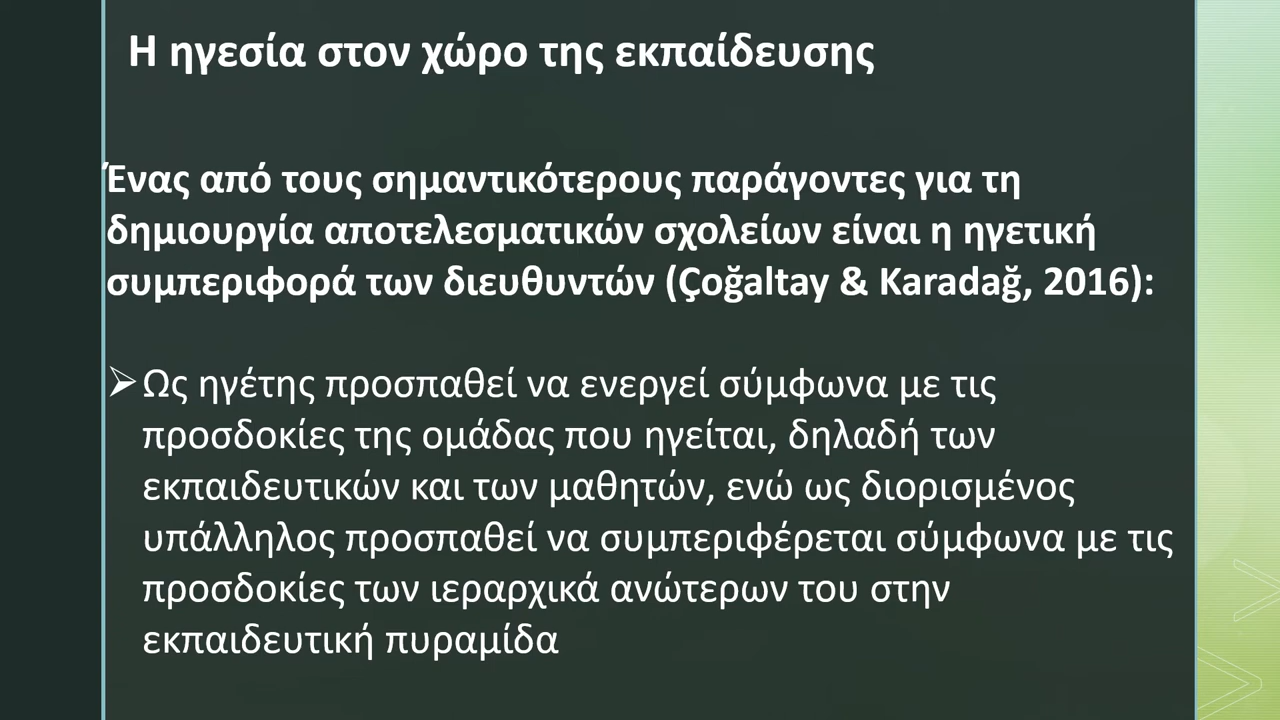 Η ηγεσία στον χώρο της εκπαίδευσης
Ένας από τους σημαντικότερους παράγοντες για τη
δημιουργία αποτελεσματικών σχολείων είναι η ηγετική
συμπεριφορά των διευθυντών (Çoğaltay & Karadağ, 2016):
➢Ως ηγέτης προσπαθεί να ενεργεί σύμφωνα με τις
προσδοκίες της ομάδας που ηγείται, δηλαδή των
εκπαιδευτικών και των μαθητών, ενώ ως διορισμένος
υπάλληλος προσπαθεί να συμπεριφέρεται σύμφωνα με τις
προσδοκίες των ιεραρχικά ανώτερων του στην
εκπαιδευτική πυραμίδα